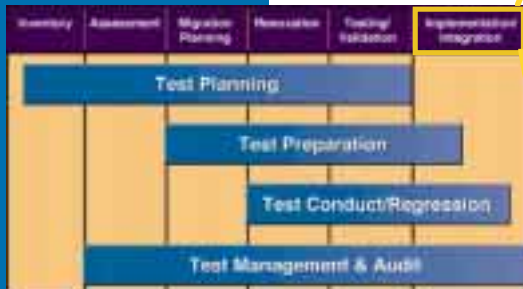 Inventory
Assessment
Migration
Planning
Renovation
Testing/
Validation
Implementation/
Integration
Test Planning
Test Preparation
Test Conduct/Regression
Test Management & Audit